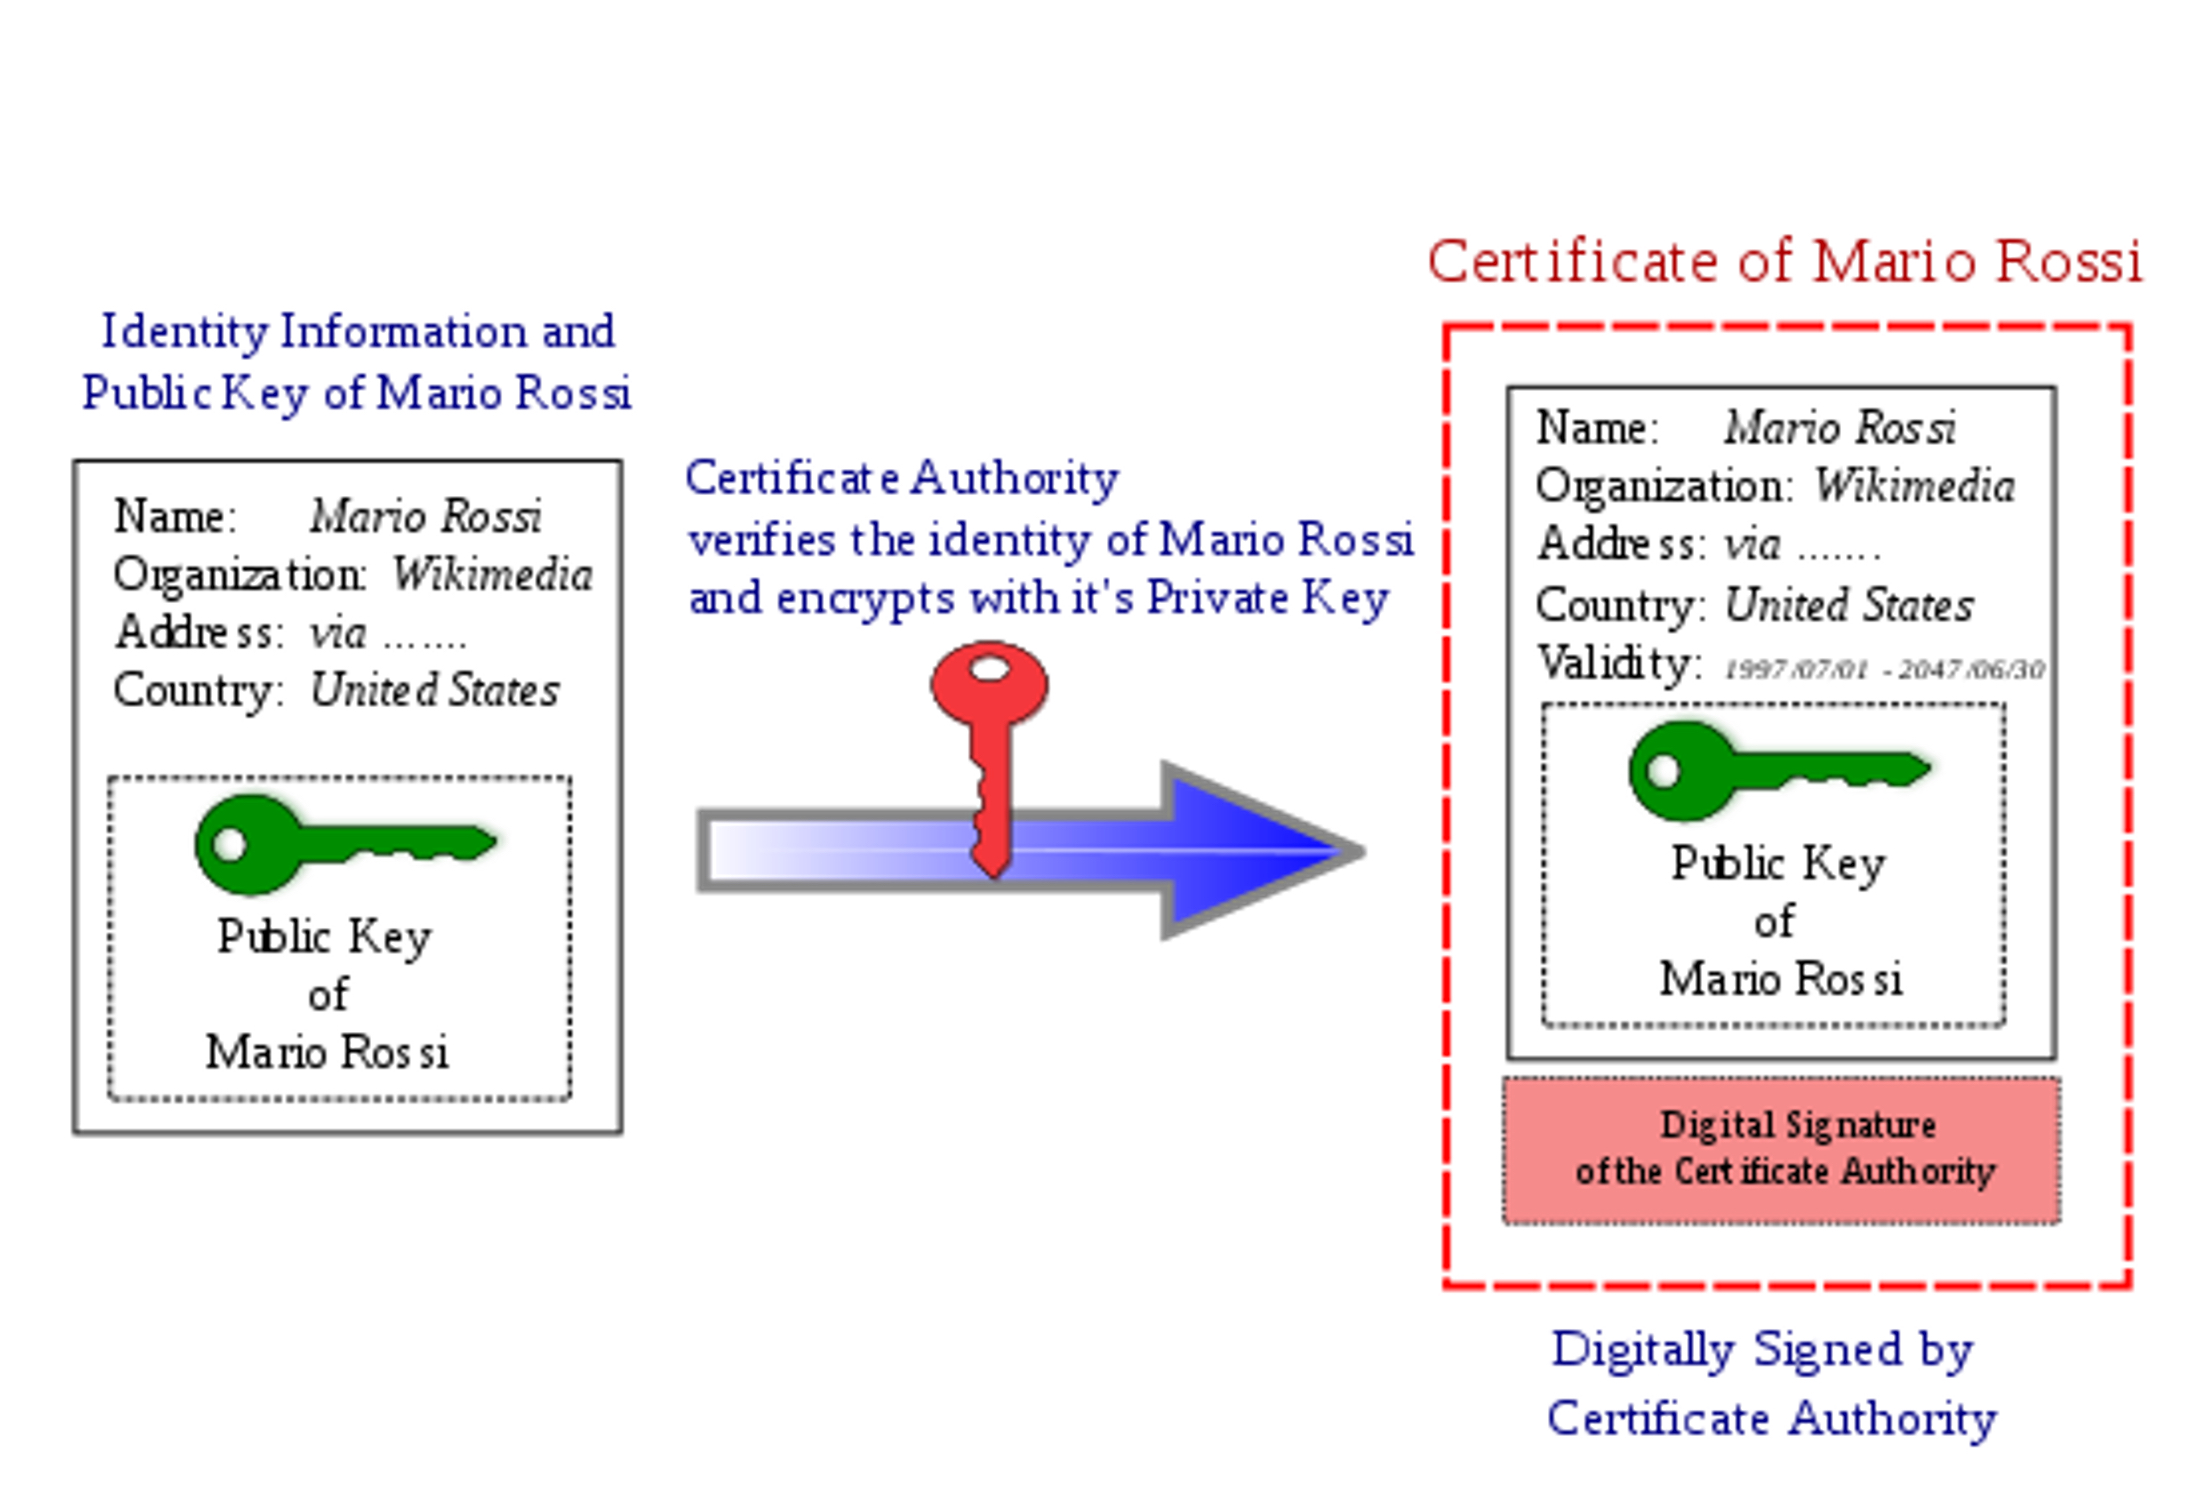 Identity Information and
Public Key of Mario Rossi
Name: Mario Rossi
Organization: Wikimedia
Address: via .......
Country: United States
Public Key
of
Mario Rossi
Certificate Authority
verifies the identity of Mario Rossi
and encrypts with it's Private Key
Certificate of Mario Rossi
Name: Mario Rossi
Organization: Wikimedia
Address: via .......
Country: United States
Validity: 1997/07/01 - 2047/06/30
Public Key
of
Mario Rossi
Digital Signature
of the Certificate Authority
Digitally Signed by
Certificate Authority